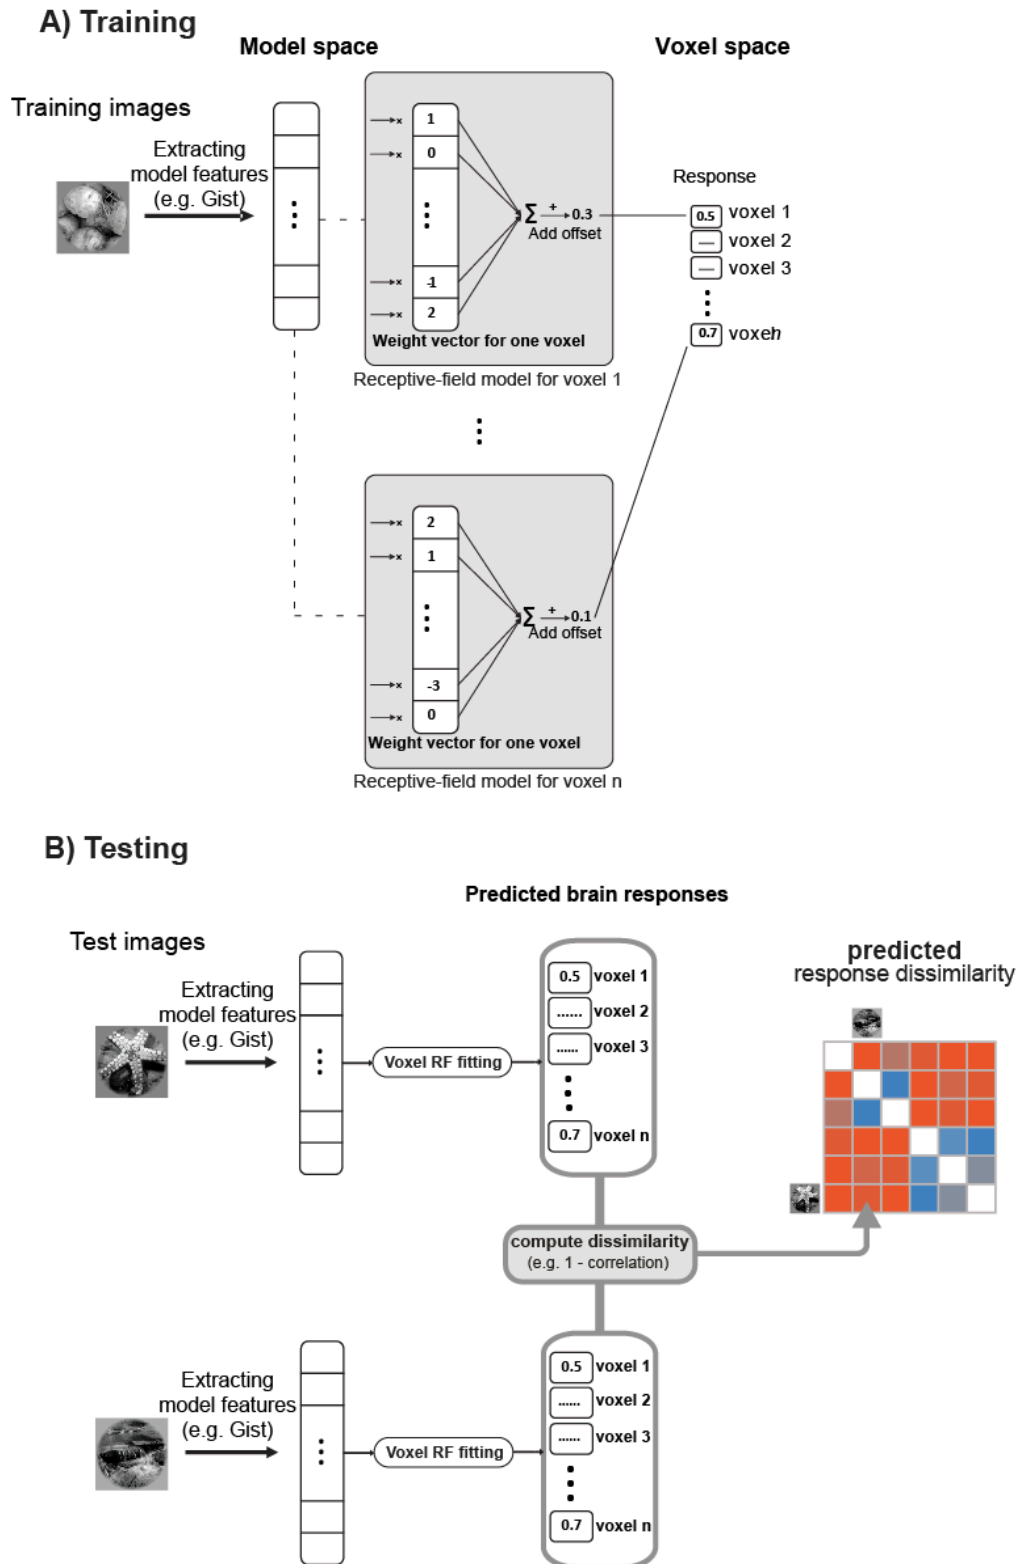 A) Training
Model space
Voxel space
Training images
Extracting
model features
(e.g. Gist)
1
0
-1
2
Σ + 0.3
Add offset
Weight vector for one voxel
Receptive-field model for voxel 1
Response
0.5 voxel 1
— voxel 2
— voxel 3
0.7 voxeln
2
1
-3
0
Σ + 0.1
Add offset
Weight vector for one voxel
Receptive-field model for voxel n
B) Testing
Predicted brain responses
Test images
Extracting
model features
(e.g. Gist)
Voxel RF fitting
0.5 voxel 1
...... voxel 2
...... voxel 3
0.7 voxel n
predicted
response dissimilarity
compute dissimilarity
(e.g. 1 - correlation)
Extracting
model features
(e.g. Gist)
Voxel RF fitting
0.5 voxel 1
...... voxel 2
...... voxel 3
0.7 voxel n